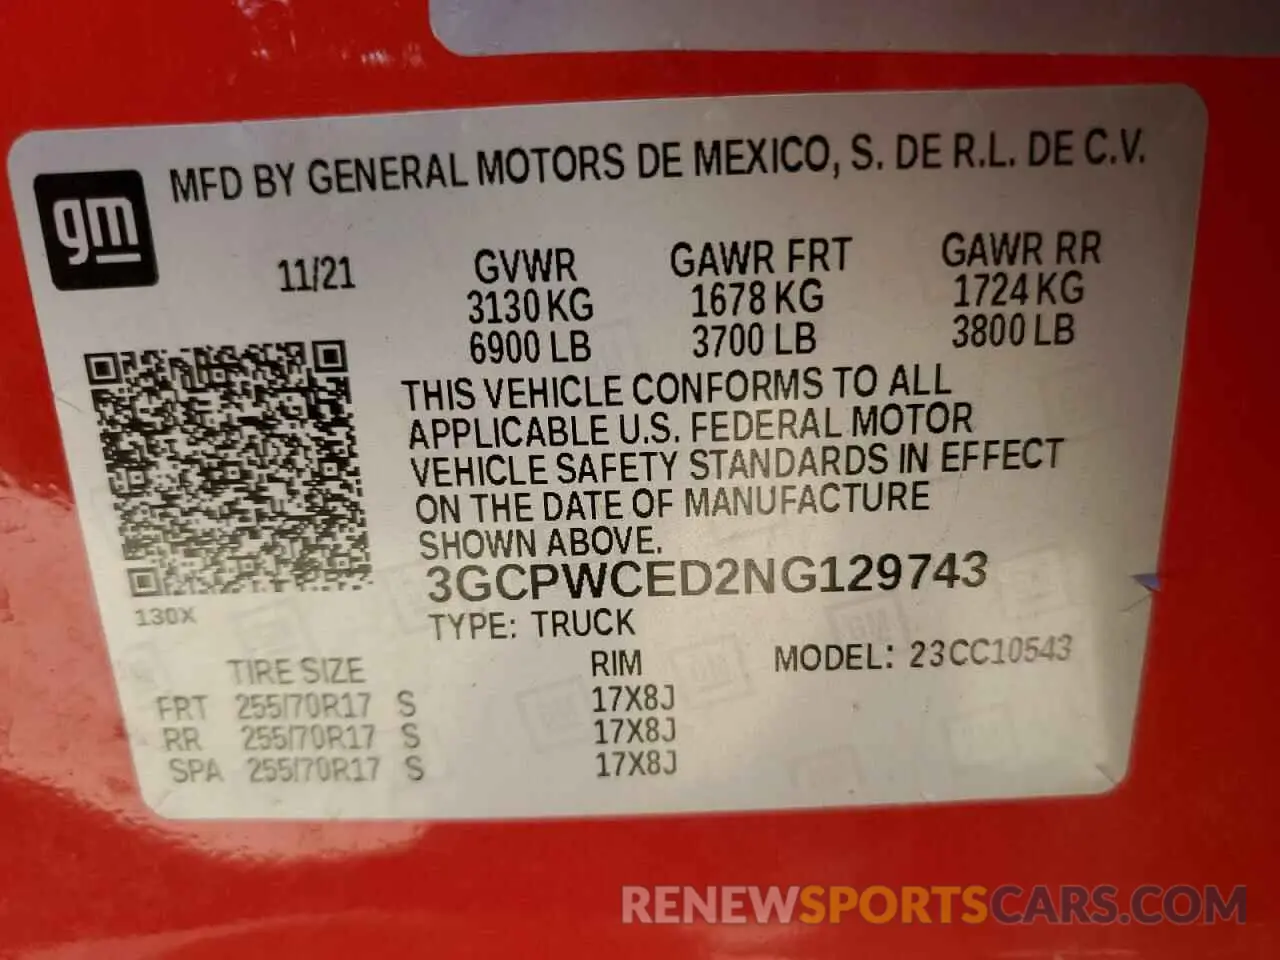 gm
MFD BY GENERAL MOTORS DE MEXICO, S. DE R.L. DE C.V.
11/21 GVWR GAWR FRT GAWR RR
3130 KG 1678 KG 1724 KG
6900 LB 3700 LB 3800 LB
THIS VEHICLE CONFORMS TO ALL
APPLICABLE U.S. FEDERAL MOTOR
VEHICLE SAFETY STANDARDS IN EFFECT
ON THE DATE OF MANUFACTURE
SHOWN ABOVE.
3GCPWCED2NG129743
130X
TYPE: TRUCK
TIRE SIZE RIM MODEL: 23CC10543
FRT 255/70R17 S 17X8J
RR 255/70R17 S 17X8J
SPA 255/70R17 S 17X8J
RENEWSPORTSCARS.COM